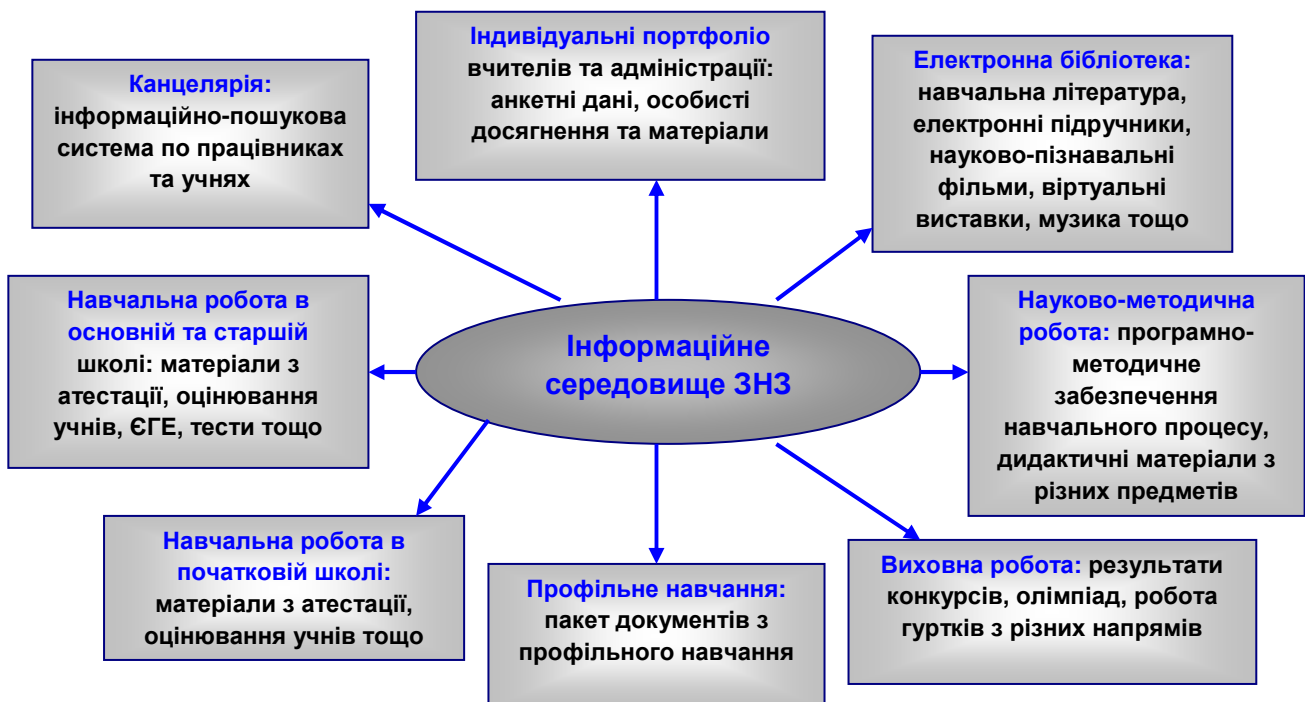 Канцелярія:
інформаційно-пошукова
система по працівниках
та учнях
Індивідуальні портфоліо
вчителів та адміністрації:
анкетні дані, особисті
досягнення та матеріали
Електронна бібліотека:
навчальна література,
електронні підручники,
науково-пізнавальні
фільми, віртуальні
виставки, музика тощо
Навчальна робота в
основній та старшій
школі: матеріали з
атестації, оцінювання
учнів, ЄГЕ, тести тощо
Інформаційне
середовище ЗНЗ
Науково-методична
робота: програмно-
методичне
забезпечення
навчального процесу,
дидактичні матеріали з
різних предметів
Навчальна робота в
початковій школі:
матеріали з атестації,
оцінювання учнів тощо
Профільне навчання:
пакет документів з
профільного навчання
Виховна робота: результати
конкурсів, олімпіад, робота
гуртків з різних напрямів